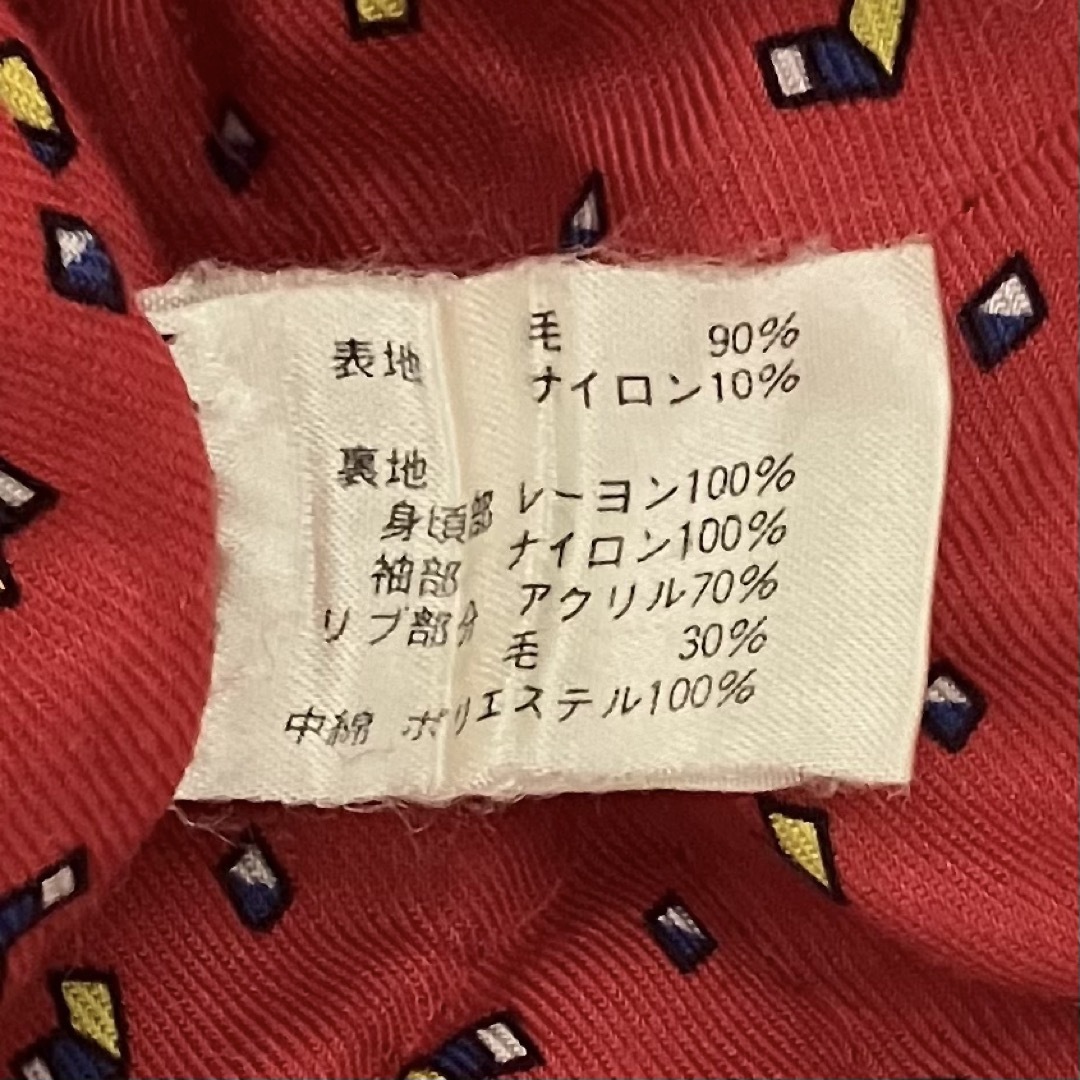 表地 毛 90%
ナイロン10%
裏地
身頃部 レーヨン100%
袖部 ナイロン100%
リブ部分 アクリル70%
毛 30%
中綿 ポリエステル100%